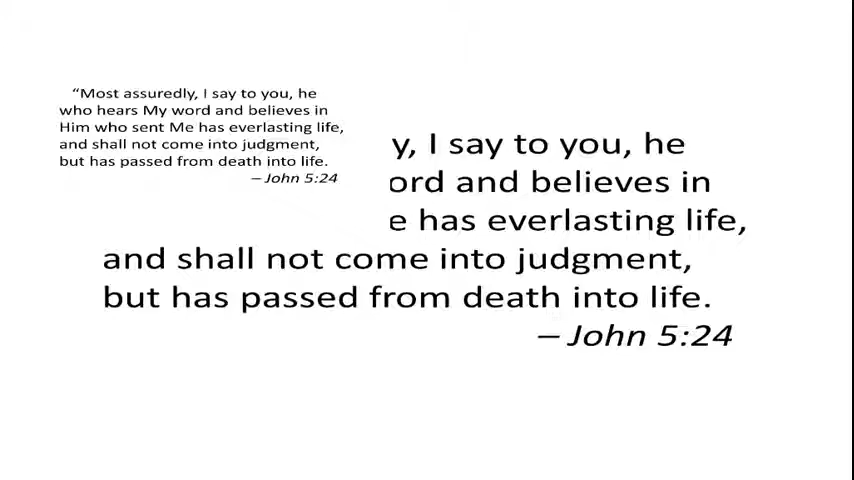 “Most assuredly, I say to you, he
who hears My word and believes in
Him who sent Me has everlasting life,
and shall not come into judgment,
but has passed from death into life.
– John 5:24
y, I say to you, he
ord and believes in
e has everlasting life,
and shall not come into judgment,
but has passed from death into life.
– John 5:24